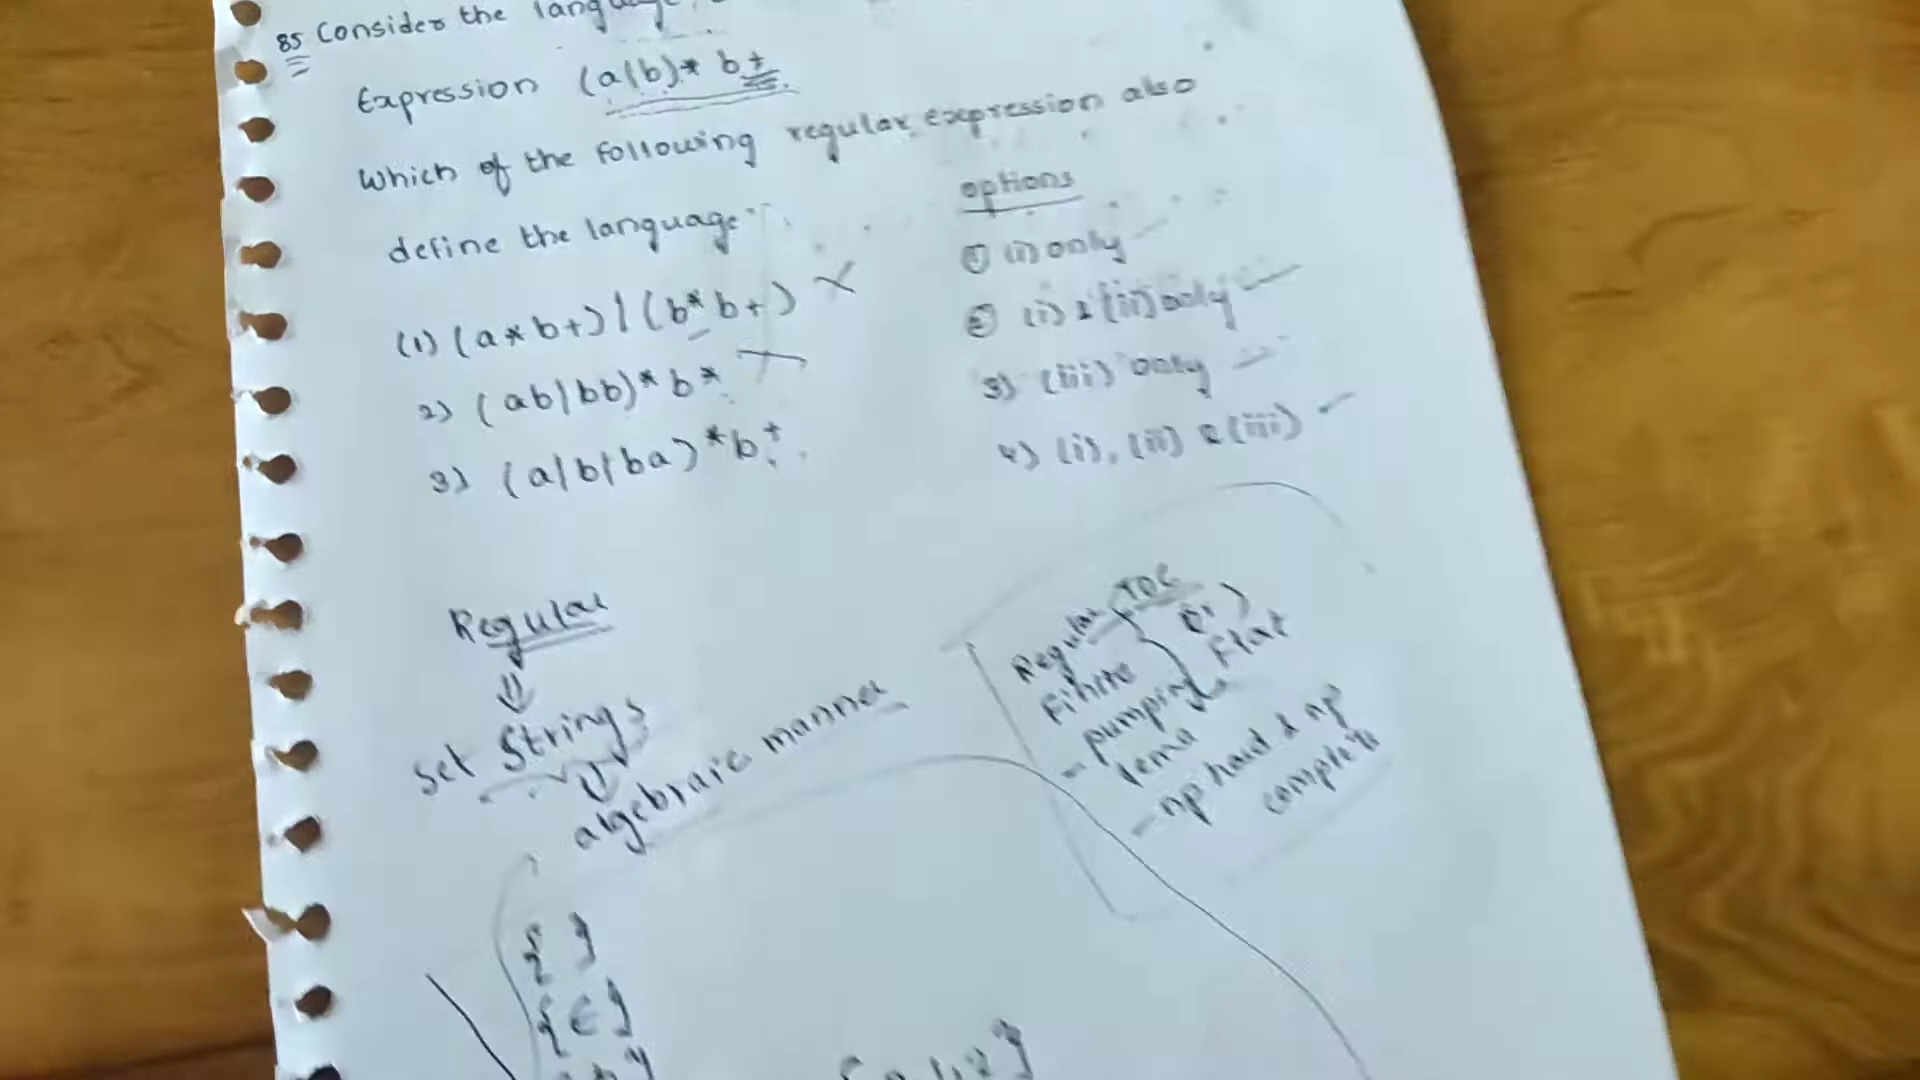 85 Consider the language
Expression (a|b)* b+
Which of the following regular expression also
define the language
(1) (a*b+) | (b*b+)
2) (ab|bb)* b*
3) (a|b|ba)* b+
options
① (i) only
② (i) & (ii) only
3) (iii) only
4) (i), (ii) & (iii)
Regular
Set Strings
algebraic manner
Regular TOC
Finite
Flat
- pumping
lema
- np hard & np
complete
{ }
{ ∈ }